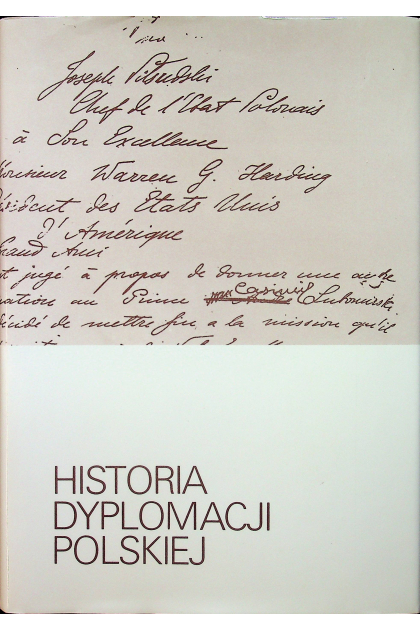 Joseph Piłsudski
Chef de l'Etat Polonais
à Son Excellence
Monsieur Warren G. Harding
Président des Etats Unis
d'Amérique
Grand Ami
jugé à propos de donner une autre
au Prince Casimir Lubomirski
décidé de mettre fin a la mission qu'il
HISTORIA
DYPLOMACJI
POLSKIEJ